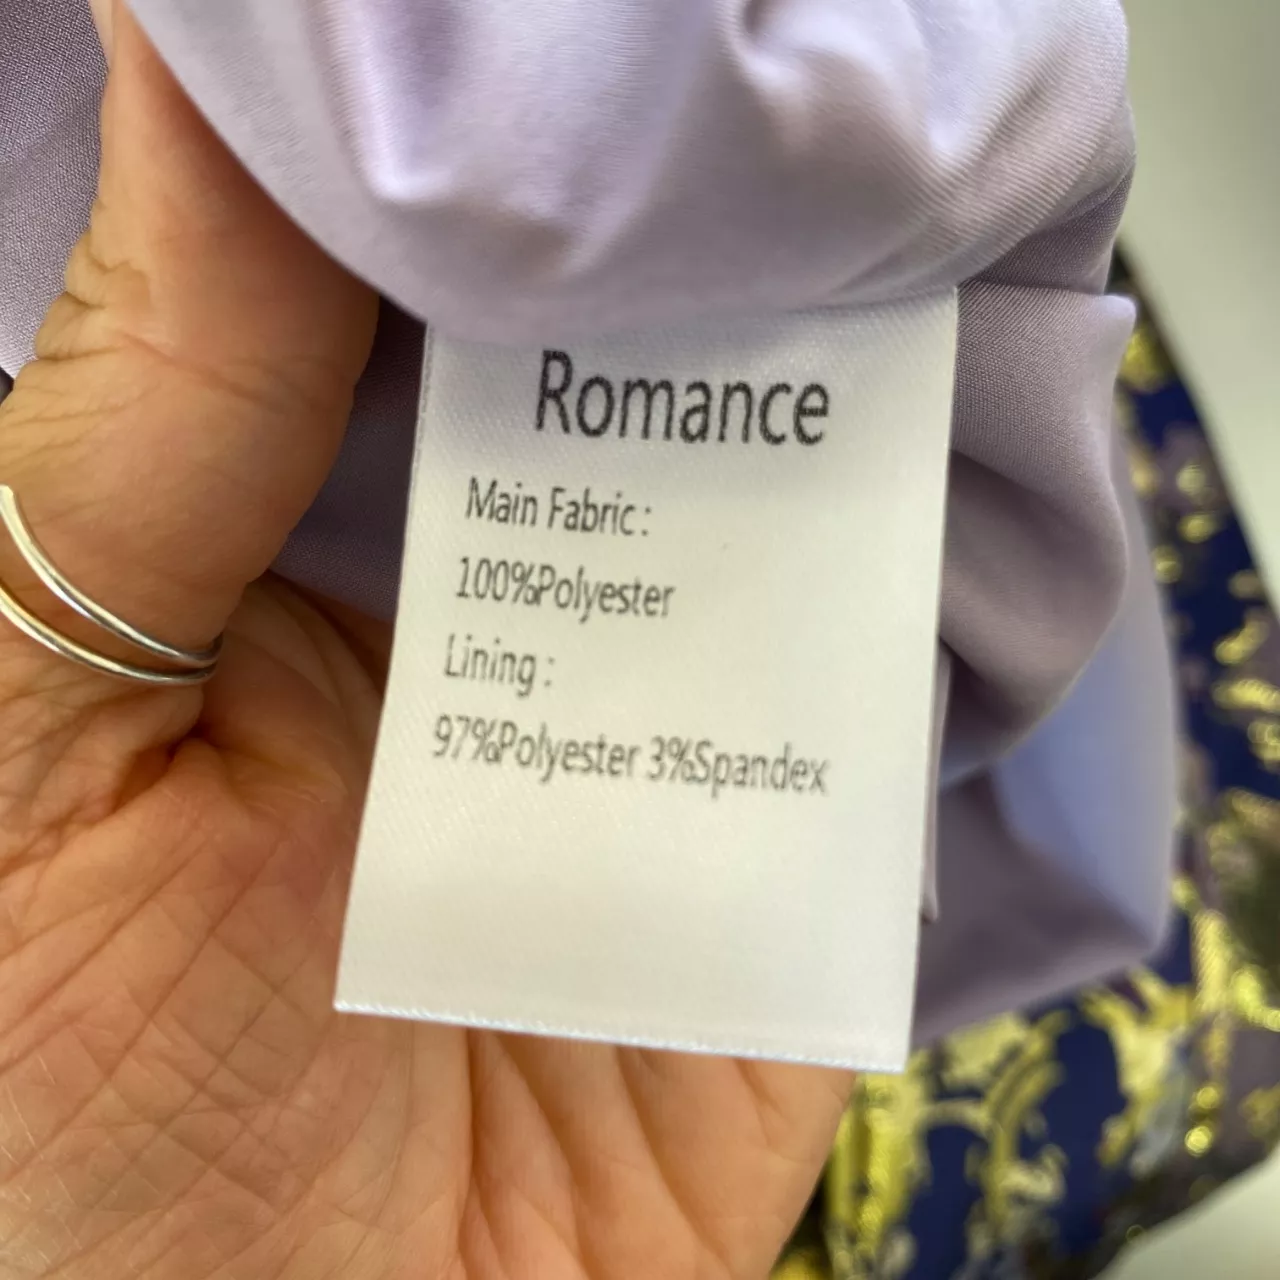 Romance
Main Fabric :
100%Polyester
Lining :
97%Polyester 3%Spandex